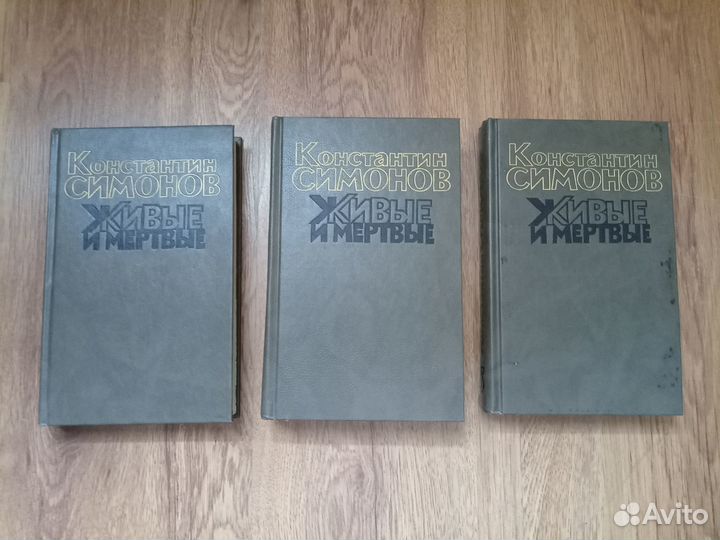 Константин
СИМОНОВ
ЖИВЫЕ
И МЕРТВЫЕ
Константин
СИМОНОВ
ЖИВЫЕ
И МЕРТВЫЕ
Константин
СИМОНОВ
ЖИВЫЕ
И МЕРТВЫЕ
Avito